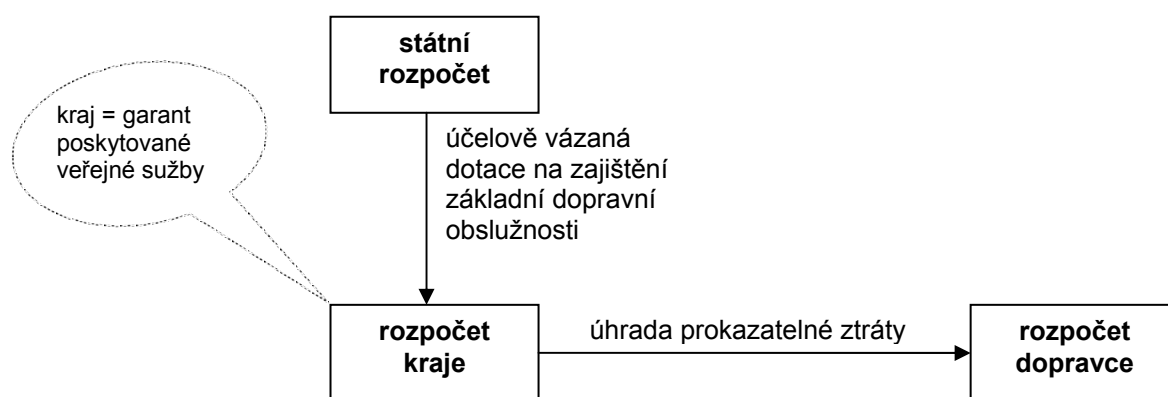 státní
rozpočet
kraj = garant
poskytované
veřejné sužby
účelově vázaná
dotace na zajištění
základní dopravní
obslužnosti
rozpočet
kraje
úhrada prokazatelné ztráty
rozpočet
dopravce